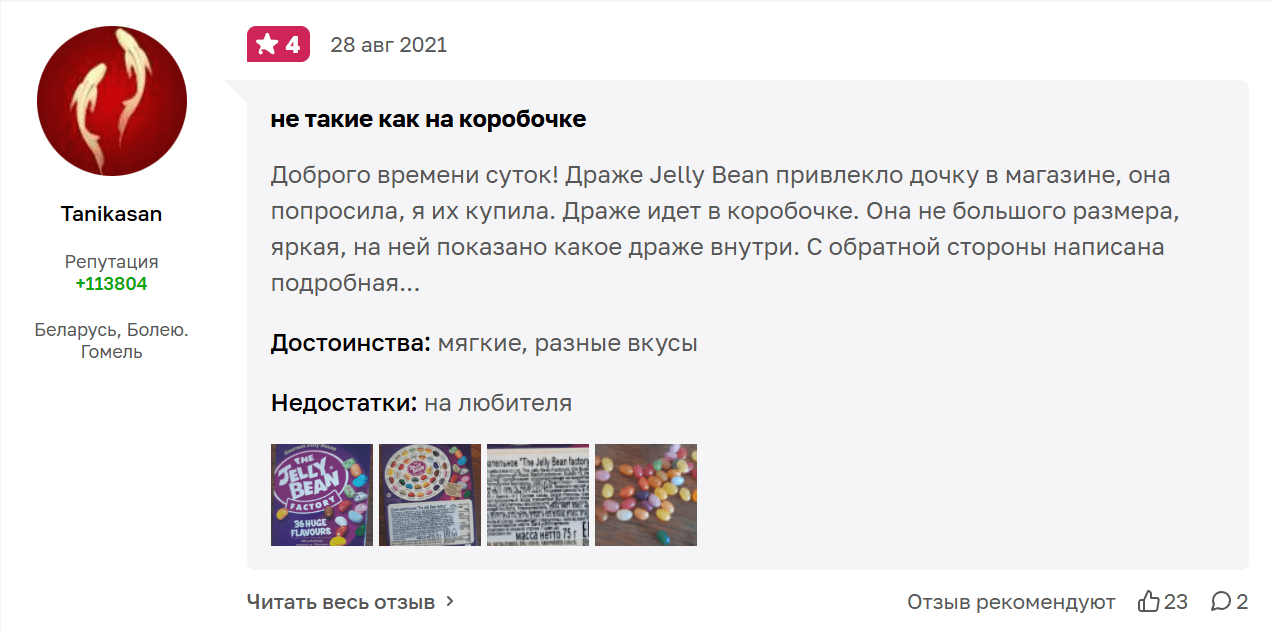 4 28 авг 2021
не такие как на коробочке
Доброго времени суток! Драже Jelly Bean привлекло дочку в магазине, она
попросила, я их купила. Драже идет в коробочке. Она не большого размера,
яркая, на ней показано какое драже внутри. С обратной стороны написана
подробная...
Tanikasan
Репутация
+113804
Беларусь, Болею.
Гомель
Достоинства: мягкие, разные вкусы
Недостатки: на любителя
THE
JELLY
BEAN
FACTORY
36 HUGE
FLAVOURS
"The Jelly Bean factory
масса нетто 75 г
Читать весь отзыв
Отзыв рекомендуют 23 2